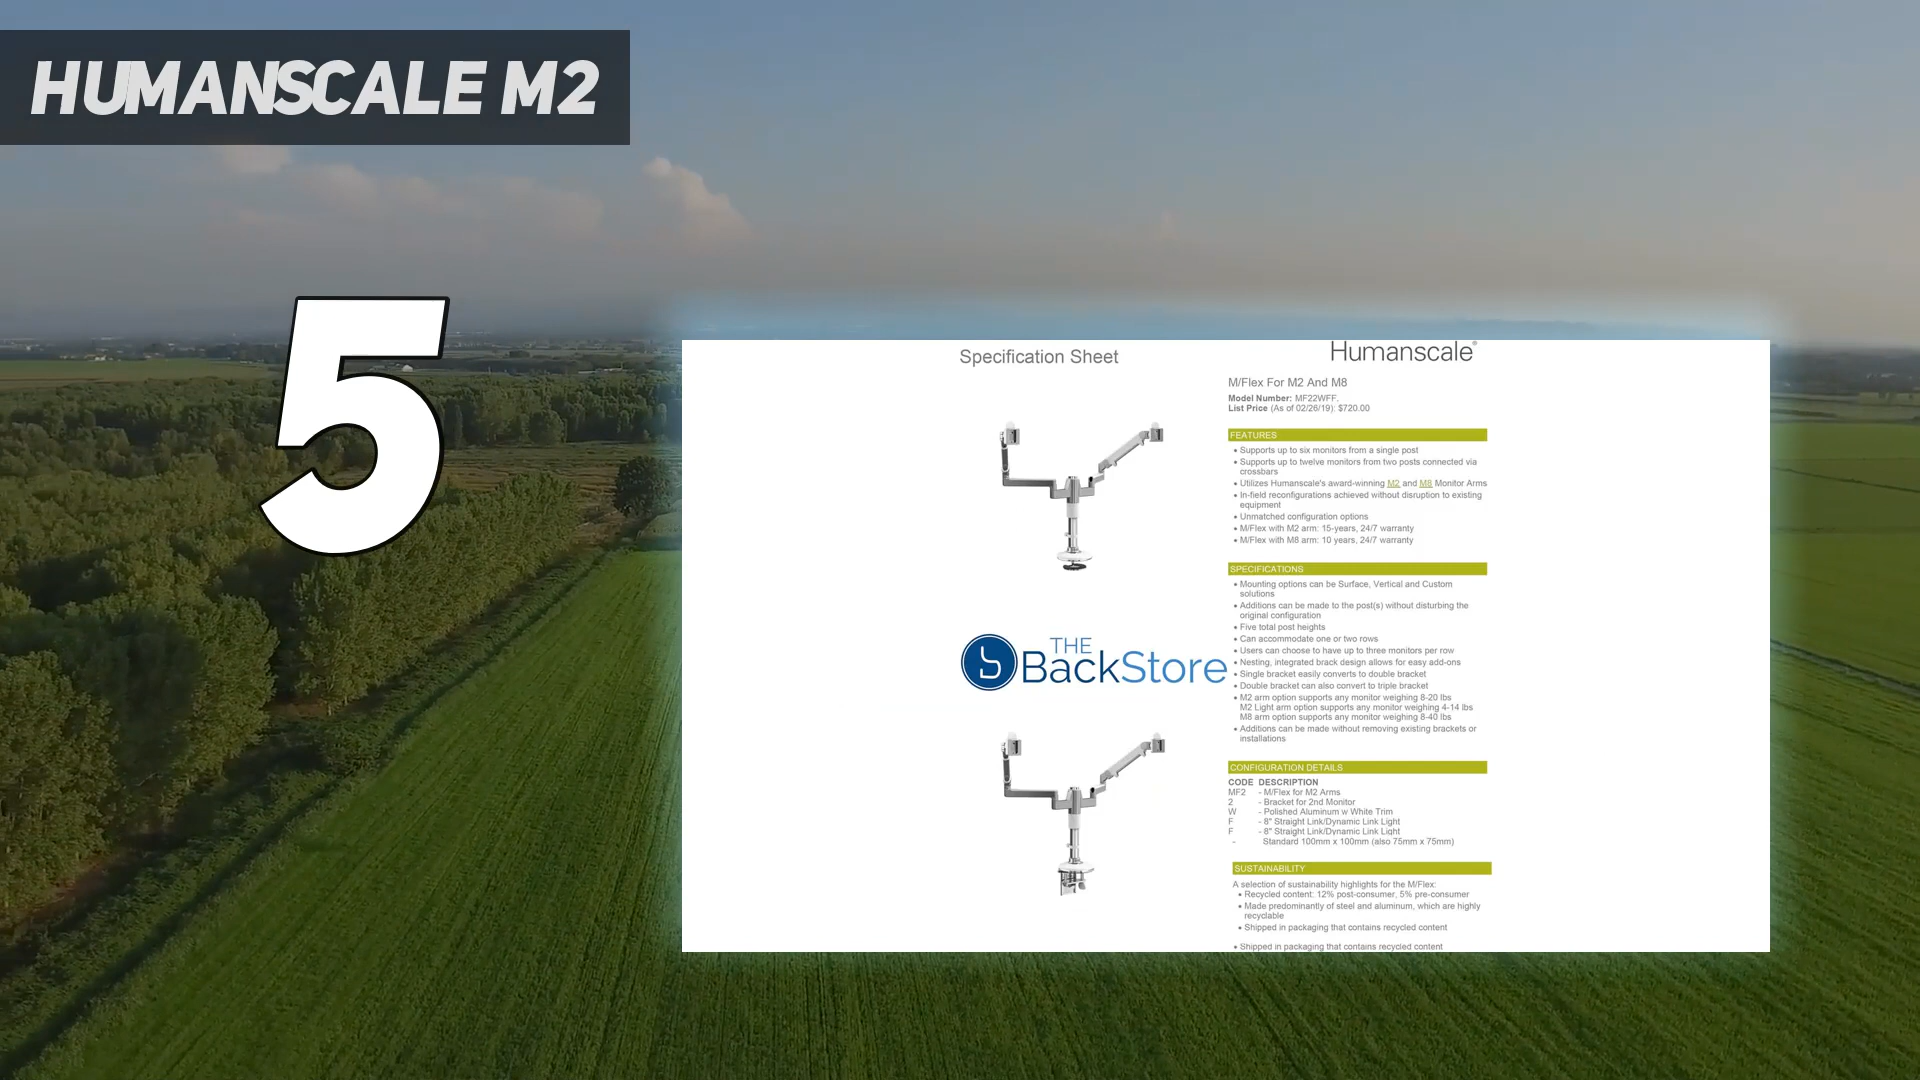 HUMANSCALE M2
5
Specification Sheet
Humanscale®
M/Flex For M2 And M8
Model Number: MF22WFF.
List Price (As of 02/26/19): $720.00
FEATURES
• Supports up to six monitors from a single post
• Supports up to twelve monitors from two posts connected via
crossbars
• Utilizes Humanscale's award-winning M2 and M8 Monitor Arms
• In-field reconfigurations achieved without disruption to existing
equipment
• Unmatched configuration options
• M/Flex with M2 arm: 15-years, 24/7 warranty
• M/Flex with M8 arm: 10 years, 24/7 warranty
SPECIFICATIONS
• Mounting options can be Surface, Vertical and Custom
solutions
• Additions can be made to the post(s) without disturbing the
original configuration
• Five total post heights
• Can accommodate one or two rows
• Users can choose to have up to three monitors per row
• Nesting, integrated brack design allows for easy add-ons
• Single bracket easily converts to double bracket
• Double bracket can also convert to triple bracket
• M2 arm option supports any monitor weighing 8-20 lbs
M2 Light arm option supports any monitor weighing 4-14 lbs
M8 arm option supports any monitor weighing 8-40 lbs
• Additions can be made without removing existing brackets or
installations
THE
BackStore
CONFIGURATION DETAILS
CODE DESCRIPTION
MF2 - M/Flex for M2 Arms
2 - Bracket for 2nd Monitor
W - Polished Aluminum w White Trim
F - 8" Straight Link/Dynamic Link Light
F - 8" Straight Link/Dynamic Link Light
- Standard 100mm x 100mm (also 75mm x 75mm)
SUSTAINABILITY
A selection of sustainability highlights for the M/Flex:
• Recycled content: 12% post-consumer, 5% pre-consumer
• Made predominantly of steel and aluminum, which are highly
recyclable
• Shipped in packaging that contains recycled content
• Shipped in packaging that contains recycled content